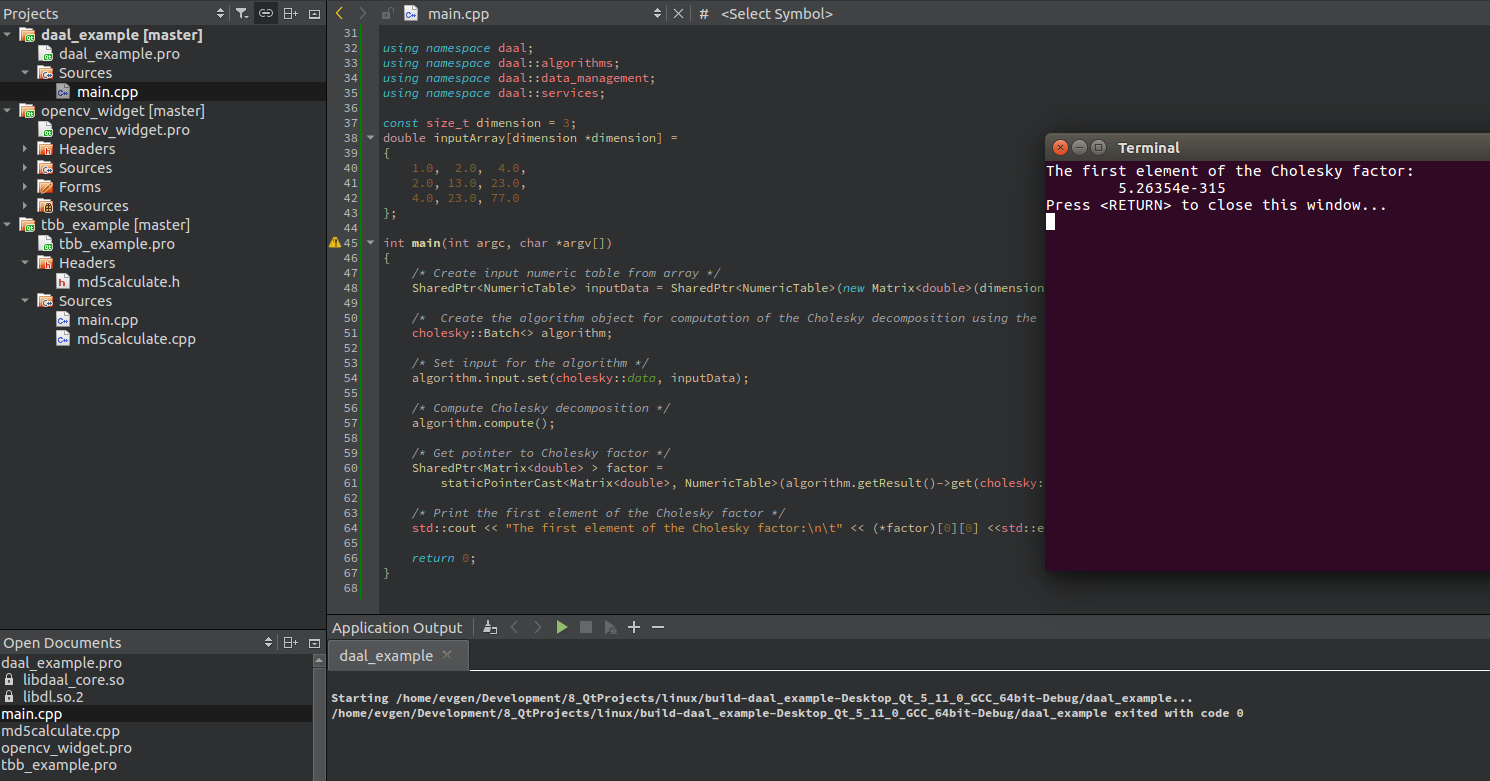 Projects
daal_example [master]
daal_example.pro
Sources
main.cpp
opencv_widget [master]
opencv_widget.pro
Headers
Sources
Forms
Resources
tbb_example [master]
tbb_example.pro
Headers
md5calculate.h
Sources
main.cpp
md5calculate.cpp
Open Documents
daal_example.pro
libdaal_core.so
libdl.so.2
main.cpp
md5calculate.cpp
opencv_widget.pro
tbb_example.pro
main.cpp # <Select Symbol>
31
32 using namespace daal;
33 using namespace daal::algorithms;
34 using namespace daal::data_management;
35 using namespace daal::services;
36
37 const size_t dimension = 3;
38 double inputArray[dimension *dimension] =
39 {
40     1.0,  2.0,  4.0,
41     2.0, 13.0, 23.0,
42     4.0, 23.0, 77.0
43 };
44
45 int main(int argc, char *argv[])
46 {
47     /* Create input numeric table from array */
48     SharedPtr<NumericTable> inputData = SharedPtr<NumericTable>(new Matrix<double>(dimension
49
50     /*  Create the algorithm object for computation of the Cholesky decomposition using the
51     cholesky::Batch<> algorithm;
52
53     /* Set input for the algorithm */
54     algorithm.input.set(cholesky::data, inputData);
55
56     /* Compute Cholesky decomposition */
57     algorithm.compute();
58
59     /* Get pointer to Cholesky factor */
60     SharedPtr<Matrix<double> > factor =
61         staticPointerCast<Matrix<double>, NumericTable>(algorithm.getResult()->get(cholesky:
62
63     /* Print the first element of the Cholesky factor */
64     std::cout << "The first element of the Cholesky factor:\n\t" << (*factor)[0][0] <<std::e
65
66     return 0;
67 }
68
Terminal
The first element of the Cholesky factor:
5.26354e-315
Press <RETURN> to close this window...
Application Output
daal_example
Starting /home/evgen/Development/8_QtProjects/linux/build-daal_example-Desktop_Qt_5_11_0_GCC_64bit-Debug/daal_example...
/home/evgen/Development/8_QtProjects/linux/build-daal_example-Desktop_Qt_5_11_0_GCC_64bit-Debug/daal_example exited with code 0